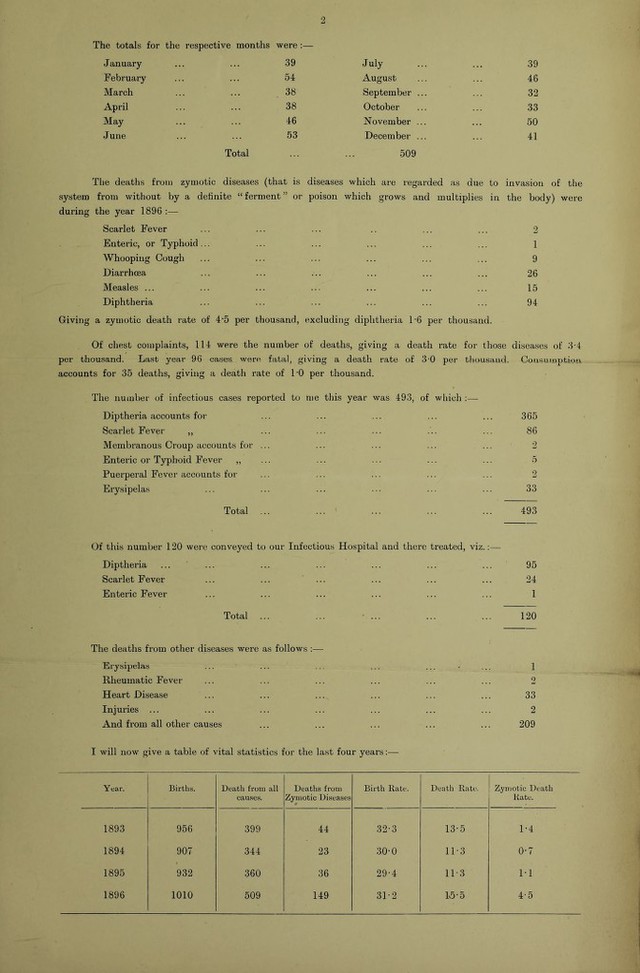 2
The totals for the respective months were :—
January ... ... 39 July ... ... 39
February ... ... 54 August ... ... 46
March ... ... 38 September ... ... 32
April ... ... 38 October ... ... 33
May ... ... 46 November ... ... 50
June ... ... 53 December ... ... 41
Total ... ... 509
The deaths from zymotic diseases (that is diseases which are regarded as due to invasion of the
system from without by a definite "ferment" or poison which grows and multiplies in the body) were
during the year 1896 :—
Scarlet Fever ... ... ... .. ... ... 2
Enteric, or Typhoid ... ... ... ... ... ... 1
Whooping Cough ... ... ... ... ... ... 9
Diarrhœa ... ... ... ... ... ... 26
Measles ... ... ... ... ... ... ... 15
Diphtheria ... ... ... ... ... ... 94
Giving a zymotic death rate of 4·5 per thousand, excluding diphtheria 1·6 per thousand.
Of chest complaints, 114 were the number of deaths, giving a death rate for those diseases of 3·4
per thousand. Last year 96 cases were fatal, giving a death rate of 3·0 per thousand. Consumption
accounts for 35 deaths, giving a death rate of 1·0 per thousand.
The number of infectious cases reported to me this year was 493, of which :—
Diptheria accounts for ... ... ... ... ... 365
Scarlet Fever „ ... ... ... ... ... 86
Membranous Croup accounts for ... ... ... ... ... 2
Enteric or Typhoid Fever „ ... ... ... ... ... 5
Puerperal Fever accounts for ... ... ... ... ... 2
Erysipelas ... ... ... ... ... ... 33
Total ... ... ... ... ... 493
Of this number 120 were conveyed to our Infectious Hospital and there treated, viz. :—
Diptheria ... ... ... ... ... ... ... 95
Scarlet Fever ... ... ... ... ... ... 24
Enteric Fever ... ... ... ... ... ... 1
Total ... ... ... ... ... 120
The deaths from other diseases were as follows :—
Erysipelas ... ... ... ... ... ... 1
Rheumatic Fever ... ... ... ... ... ... 2
Heart Disease ... ... ... ... ... ... 33
Injuries ... ... ... ... ... ... ... 2
And from all other causes ... ... ... ... ... 209
I will now give a table of vital statistics for the last four years :—
Year. Births. Death from all Deaths from Birth Rate. Death Rate. Zymotic Death
causes. Zymotic Diseases Rate.
1893 956 399 44 32·3 13·5 1·4
1894 907 344 23 30·0 11·3 0·7
1895 932 360 36 29·4 11·3 1·1
1896 1010 509 149 31·2 15·5 4·5